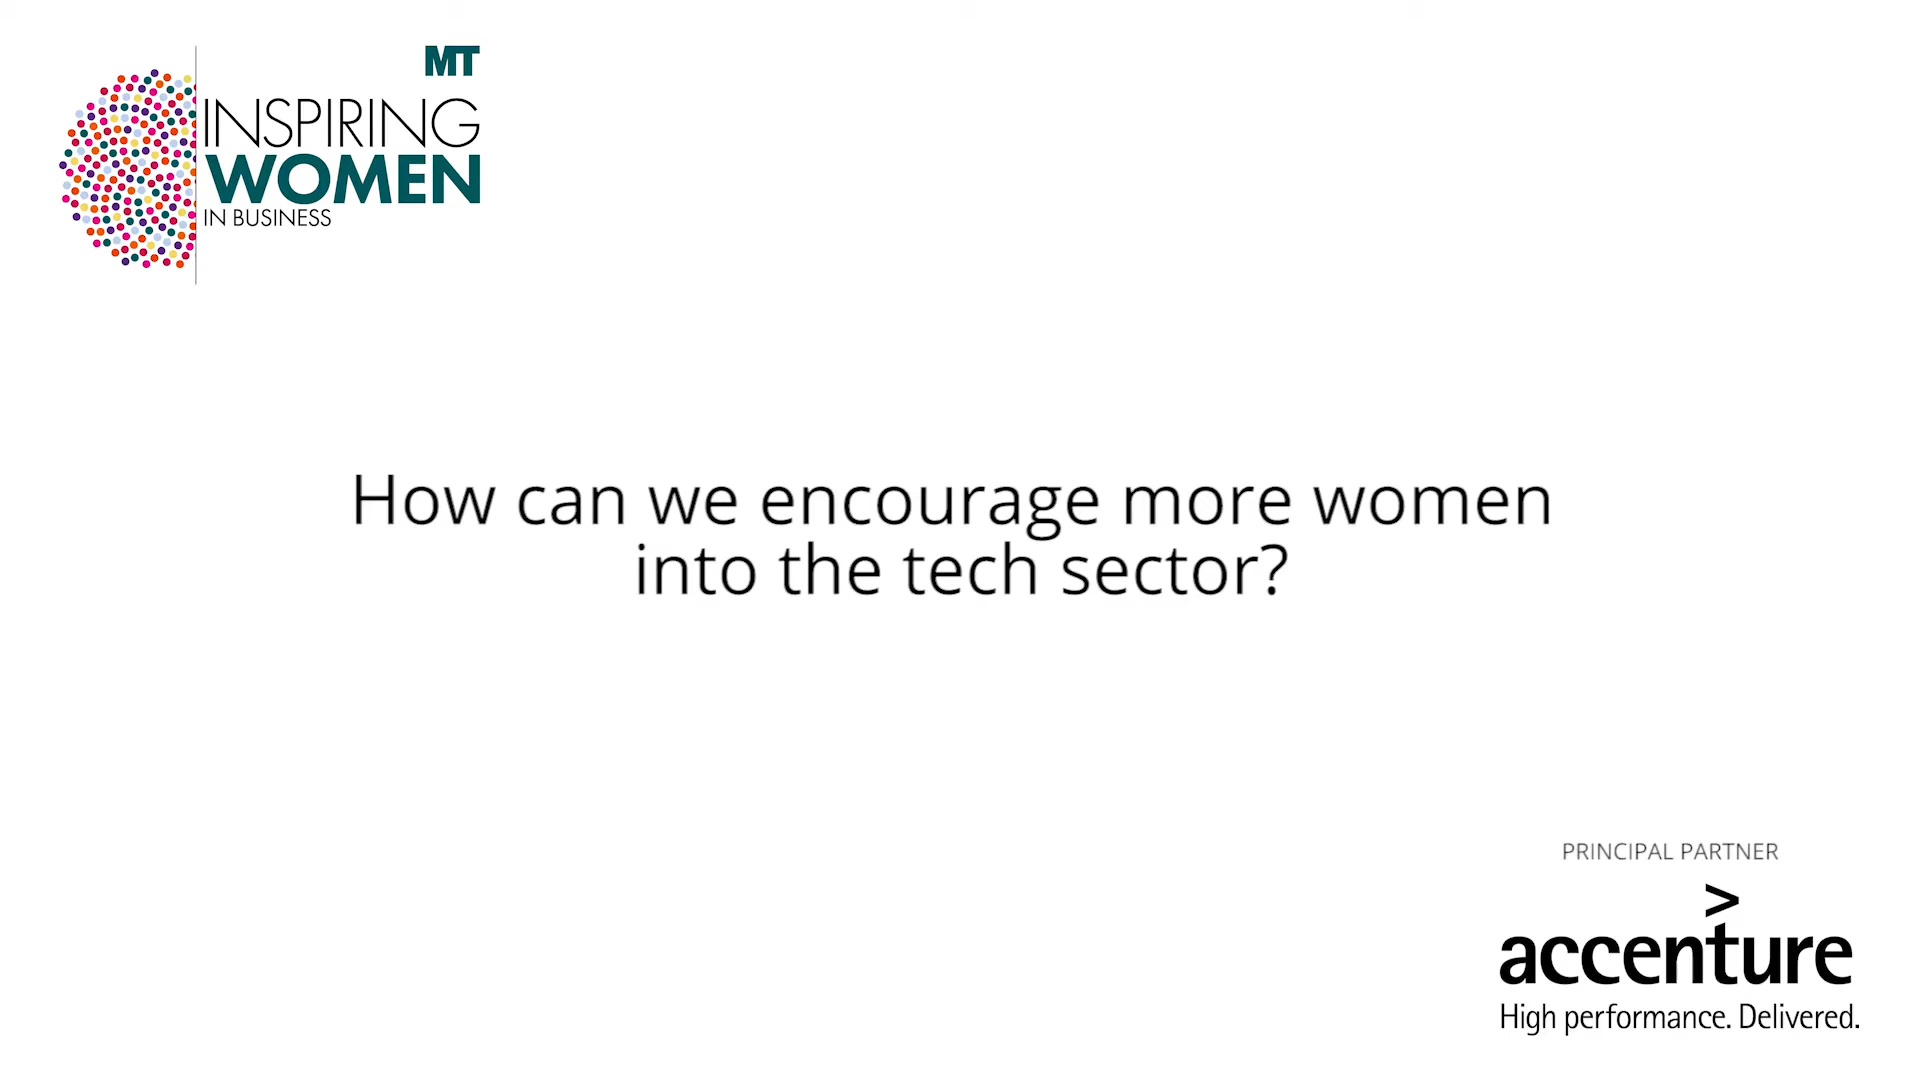 MT
INSPIRING
WOMEN
IN BUSINESS
How can we encourage more women
into the tech sector?
PRINCIPAL PARTNER
>
accenture
High performance. Delivered.